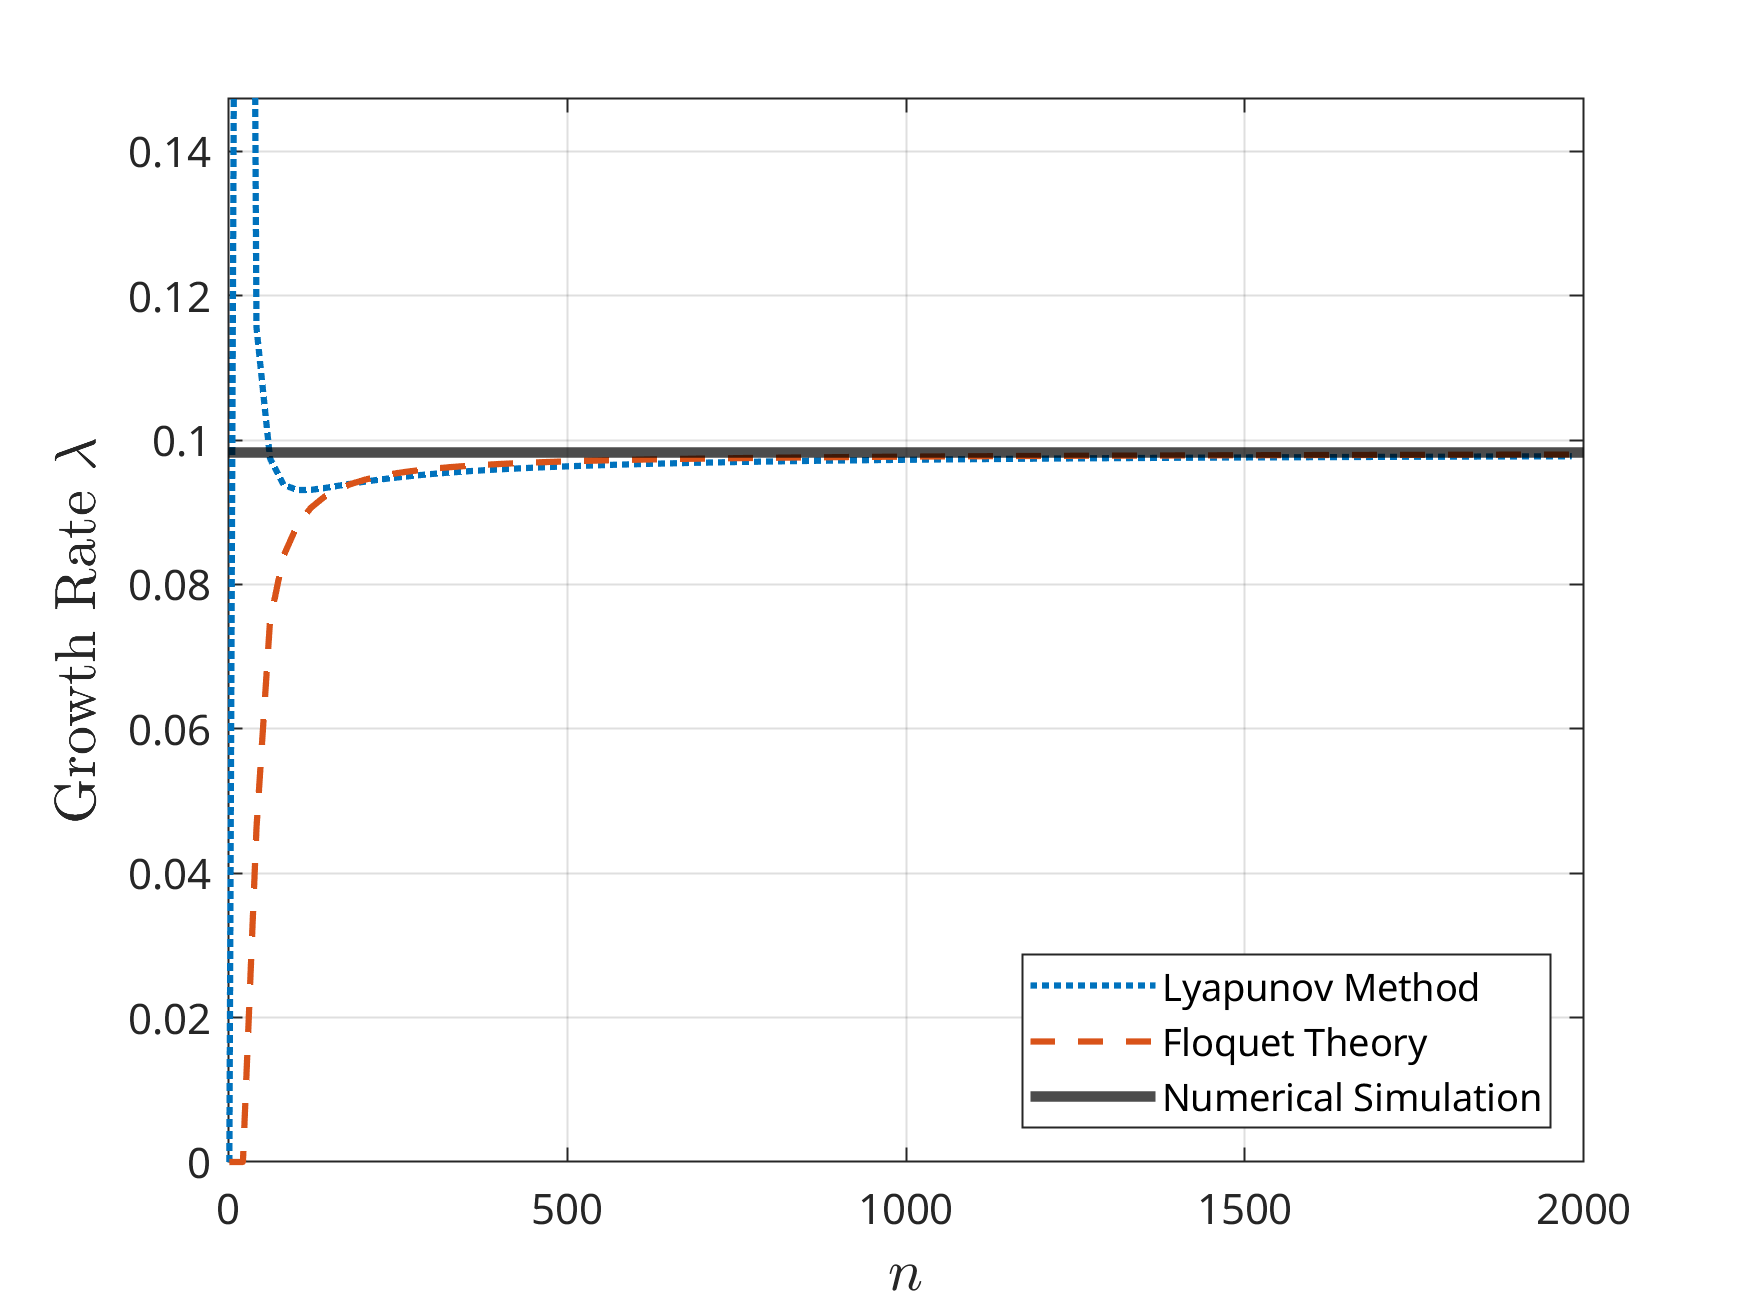 Growth Rate λ
0.14
0.12
0.1
0.08
0.06
0.04
0.02
0
0 500 1000 1500 2000
n
Lyapunov Method
Floquet Theory
Numerical Simulation